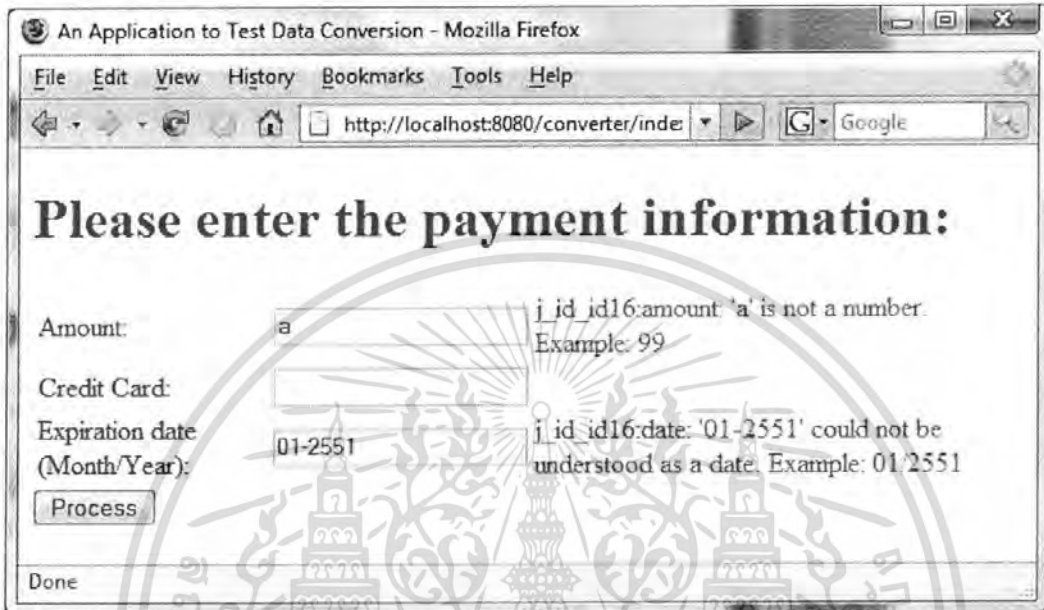 An Application to Test Data Conversion - Mozilla Firefox
File Edit View History Bookmarks Tools Help
http://localhost:8080/converter/inde
G Google
Please enter the payment information:
Amount:
a
j_id_id16:amount: 'a' is not a number.
Example: 99
Credit Card:
Expiration date
(Month/Year):
01-2551
j_id_id16:date: '01-2551' could not be
understood as a date. Example: 01/2551
Process
Done